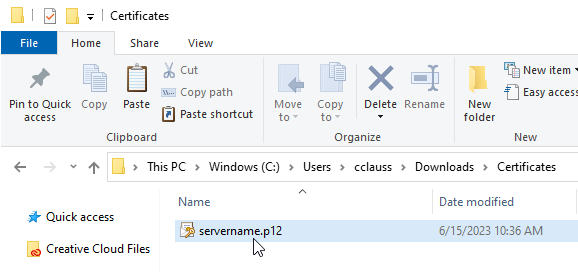 Certificates
File Home Share View
Pin to Quick access
Copy
Paste
Cut
Copy path
Paste shortcut
Clipboard
Move to
Copy to
Delete
Rename
Organize
New folder
New item
Easy access
New
This PC > Windows (C:) > Users > cclauss > Downloads > Certificates
Name Date modified
Quick access
servername.p12 6/15/2023 10:36 AM
Creative Cloud Files